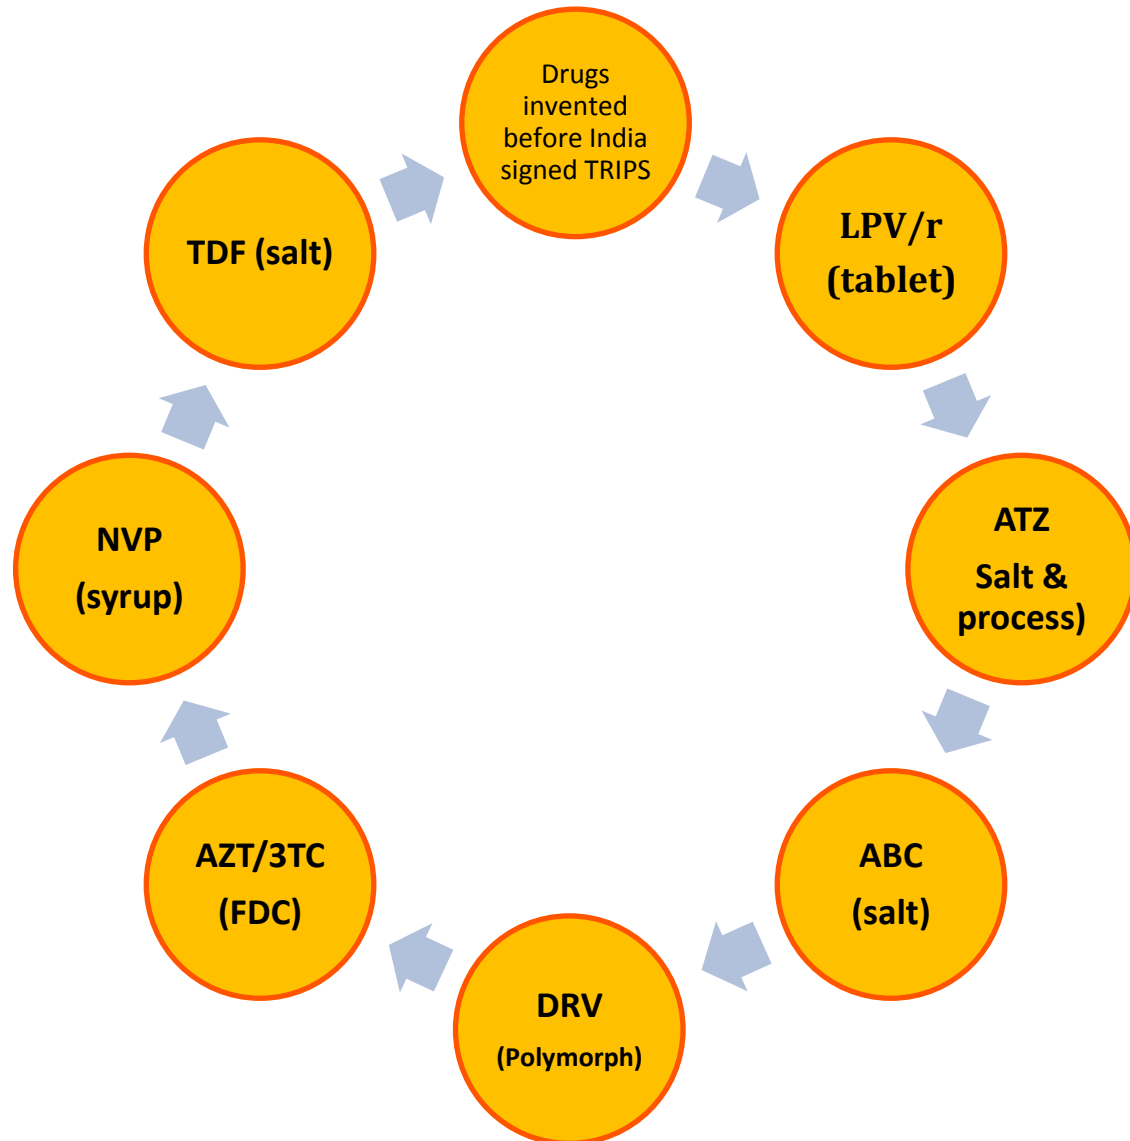 Drugs
invented
before India
signed TRIPS
LPV/r
(tablet)
ATZ
Salt &
process)
ABC
(salt)
DRV
(Polymorph)
AZT/3TC
(FDC)
NVP
(syrup)
TDF (salt)